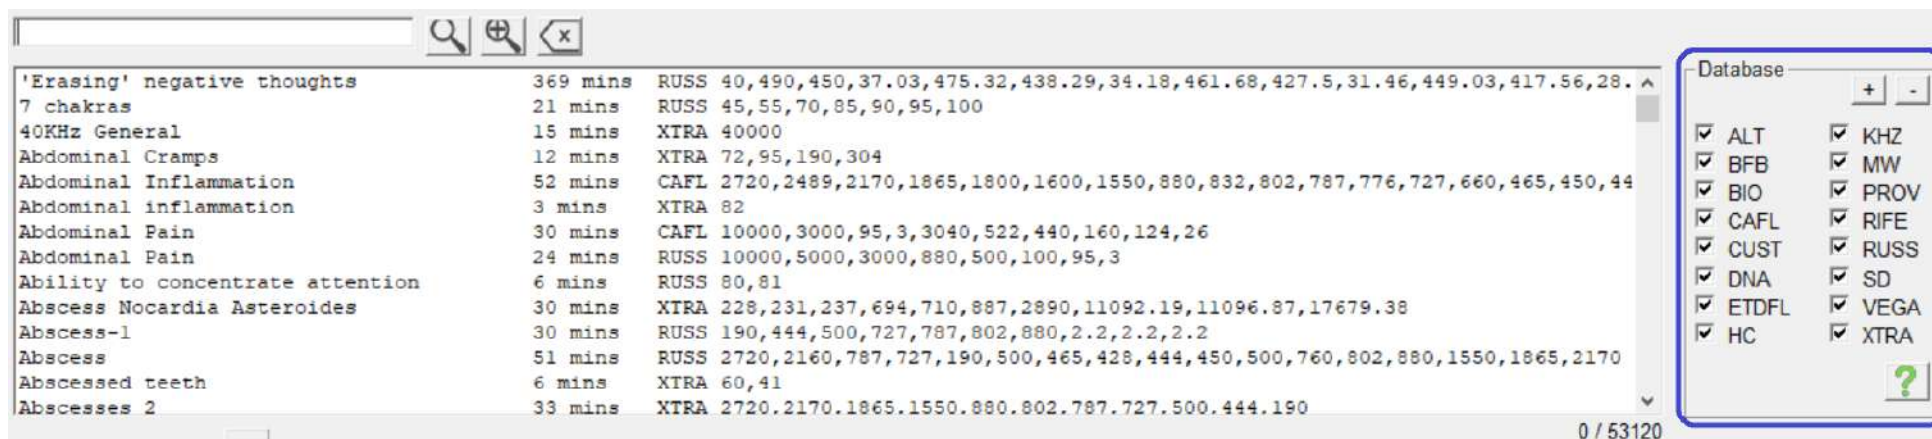 'Erasing' negative thoughts 369 mins RUSS 40,490,450,37.03,475.32,438.29,34.18,461.68,427.5,31.46,449.03,417.56,28.
7 chakras 21 mins RUSS 45,55,70,85,90,95,100
40KHz General 15 mins XTRA 40000
Abdominal Cramps 12 mins XTRA 72,95,190,304
Abdominal Inflammation 52 mins CAFL 2720,2489,2170,1865,1800,1600,1550,880,832,802,787,776,727,660,465,450,44
Abdominal inflammation 3 mins XTRA 82
Abdominal Pain 30 mins CAFL 10000,3000,95,3,3040,522,440,160,124,26
Abdominal Pain 24 mins RUSS 10000,5000,3000,880,500,100,95,3
Ability to concentrate attention 6 mins RUSS 80,81
Abscess Nocardia Asteroides 30 mins XTRA 228,231,237,694,710,887,2890,11092.19,11096.87,17679.38
Abscess-1 30 mins RUSS 190,444,500,727,787,802,880,2.2,2.2,2.2
Abscess 51 mins RUSS 2720,2160,787,727,190,500,465,428,444,450,500,760,802,880,1550,1865,2170
Abscessed teeth 6 mins XTRA 60,41
Abscesses 2 33 mins XTRA 2720,2170,1865,1550,880,802,787,727,500,444,190
0 / 53120
Database
+ -
ALT KHZ
BFB MW
BIO PROV
CAFL RIFE
CUST RUSS
DNA SD
ETDFL VEGA
HC XTRA
?